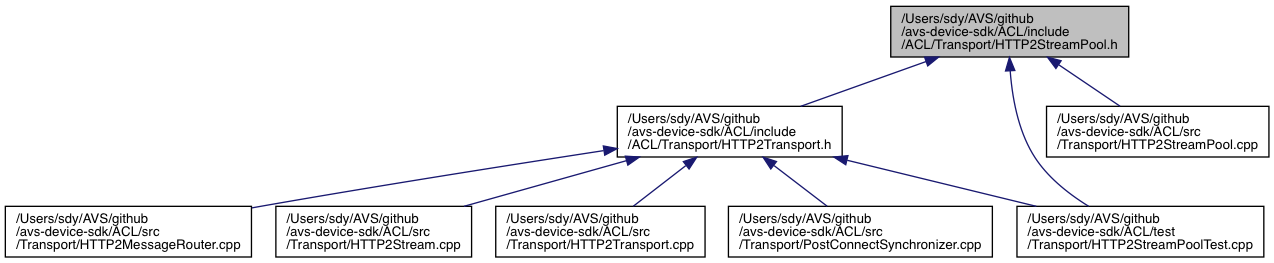 /Users/sdy/AVS/github
/avs-device-sdk/ACL/include
/ACL/Transport/HTTP2StreamPool.h
/Users/sdy/AVS/github
/avs-device-sdk/ACL/include
/ACL/Transport/HTTP2Transport.h
/Users/sdy/AVS/github
/avs-device-sdk/ACL/src
/Transport/HTTP2StreamPool.cpp
/Users/sdy/AVS/github
/avs-device-sdk/ACL/src
/Transport/HTTP2MessageRouter.cpp
/Users/sdy/AVS/github
/avs-device-sdk/ACL/src
/Transport/HTTP2Stream.cpp
/Users/sdy/AVS/github
/avs-device-sdk/ACL/src
/Transport/HTTP2Transport.cpp
/Users/sdy/AVS/github
/avs-device-sdk/ACL/src
/Transport/PostConnectSynchronizer.cpp
/Users/sdy/AVS/github
/avs-device-sdk/ACL/test
/Transport/HTTP2StreamPoolTest.cpp